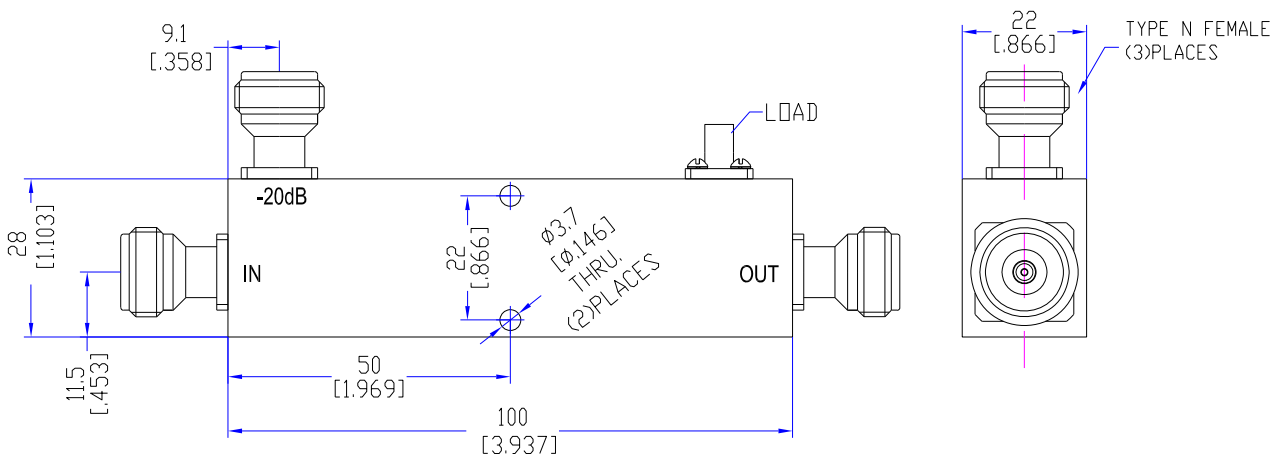 9.1
[.358]
22
[.866]
TYPE N FEMALE
(3)PLACES
LOAD
-20dB
28
[1.103]
22
[.866]
Ø3.7
[Ø.146]
THRU.
(2)PLACES
IN
OUT
11.5
[.453]
50
[1.969]
100
[3.937]